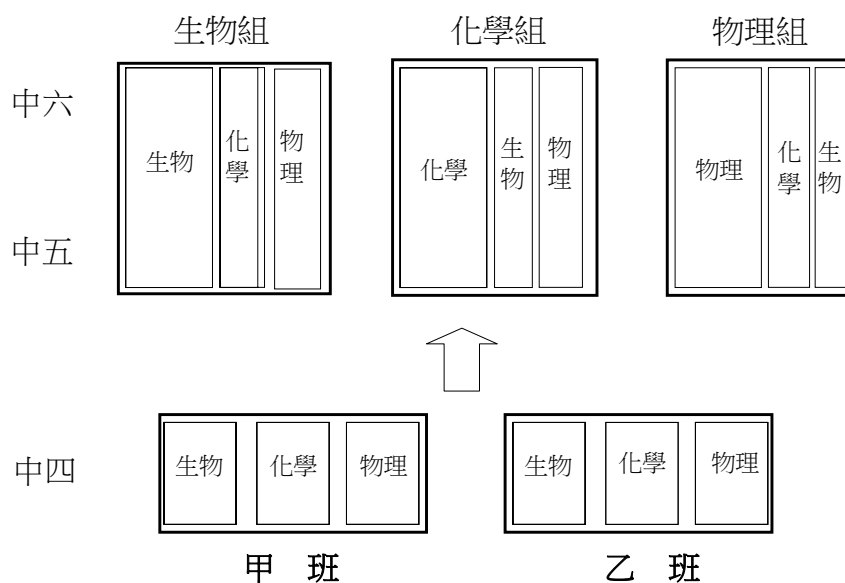 生物組 化學組 物理組
中六
生物 化學 物理 化學 生物 物理 物理 化學 生物
中五
中四
生物 化學 物理 生物 化學 物理
甲 班 乙 班